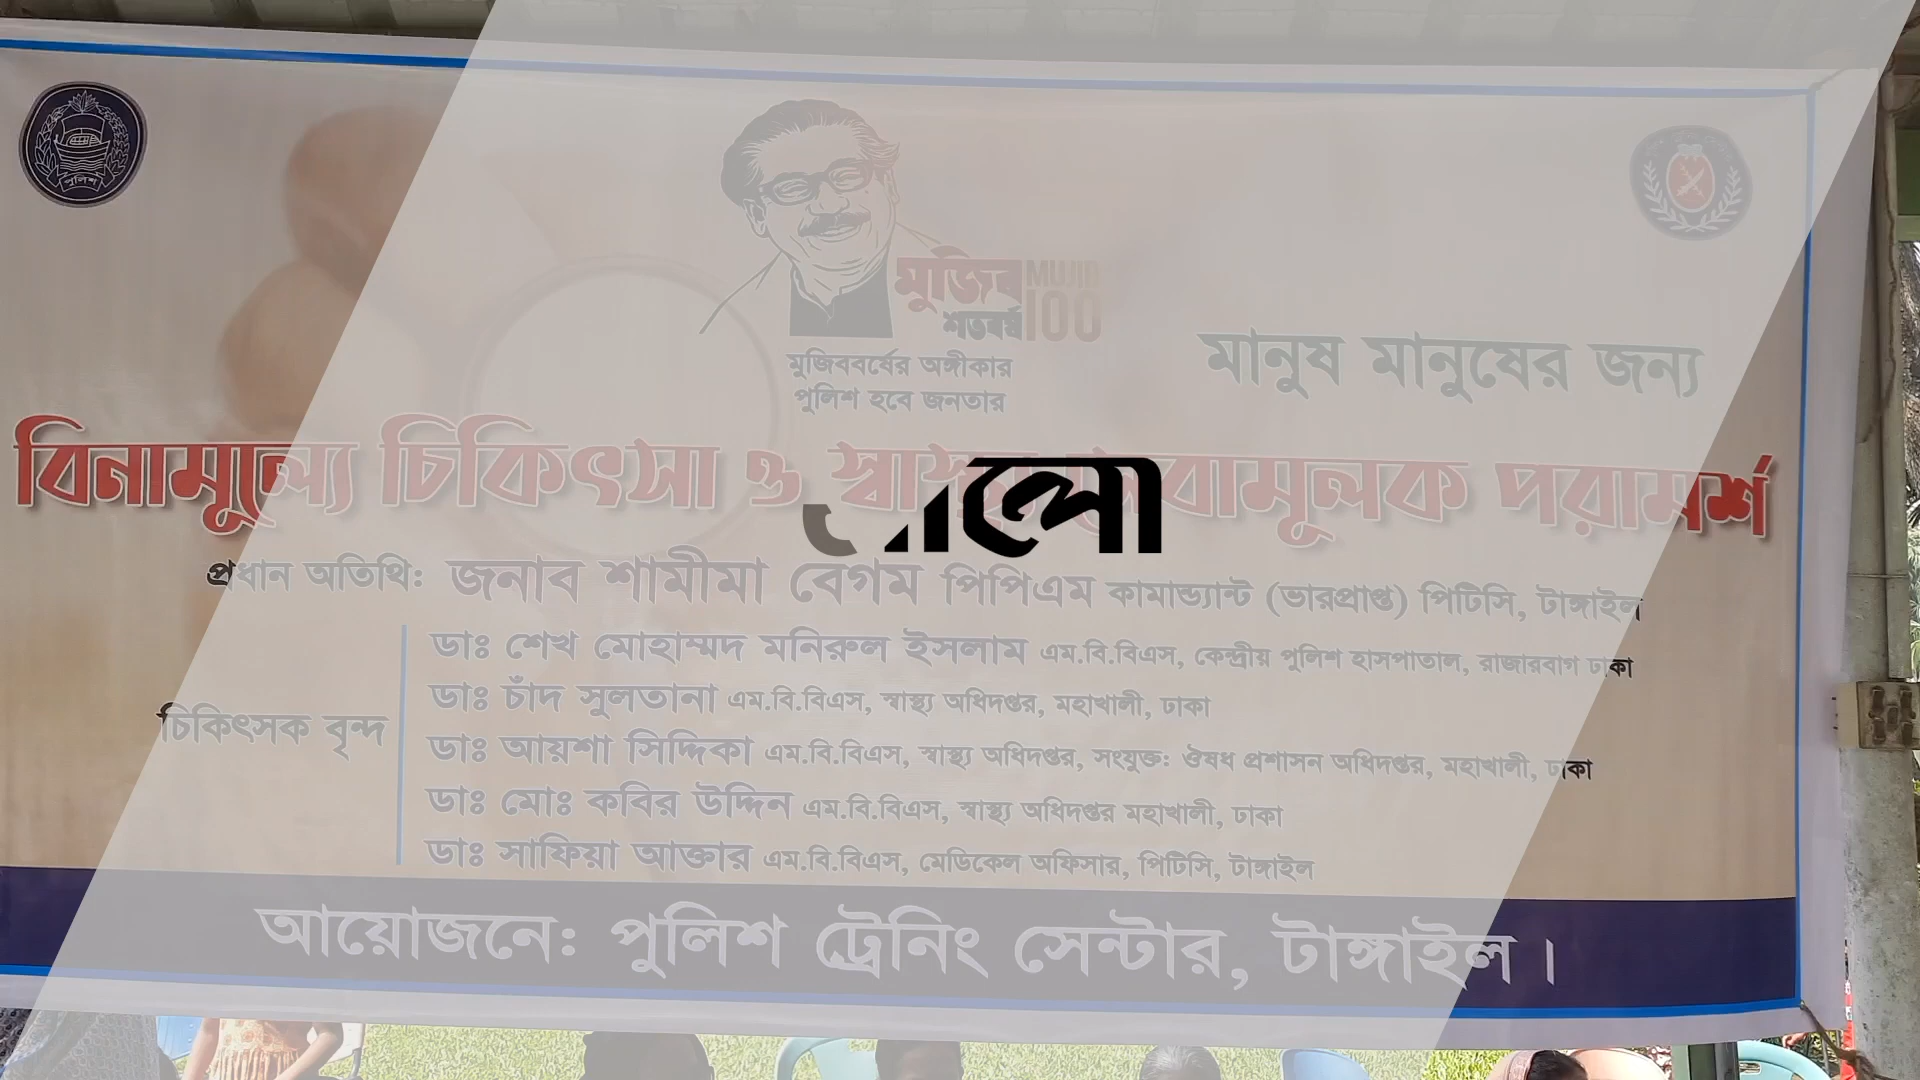 পুলিশ
মুজিব MUJIB
শতবর্ষ 100
মুজিববর্ষের অঙ্গীকার
পুলিশ হবে জনতার
মানুষ মানুষের জন্য
বিনামূল্যে চিকিৎসা ও পরামর্শ
প্রধান অতিথি: জনাব শামীমা বেগম পিপিএম কামান্ড্যান্ট (ভারপ্রাপ্ত) পিটিসি, টাঙ্গাইল
চিকিৎসক বৃন্দ
ডাঃ শেখ মোহাম্মদ মনিরুল ইসলাম এম.বি.বিএস, কেন্দ্রীয় পুলিশ হাসপাতাল, রাজারবাগ ঢাকা
ডাঃ চাঁদ সুলতানা এম.বি.বিএস, স্বাস্থ্য অধিদপ্তর, মহাখালী, ঢাকা
ডাঃ আয়শা সিদ্দিকা এম.বি.বিএস, স্বাস্থ্য অধিদপ্তর, সংযুক্ত: ঔষধ প্রশাসন অধিদপ্তর, মহাখালী, ঢাকা
ডাঃ মোঃ কবির উদ্দিন এম.বি.বিএস, স্বাস্থ্য অধিদপ্তর মহাখালী, ঢাকা
ডাঃ সাফিয়া আক্তার এম.বি.বিএস, মেডিকেল অফিসার, পিটিসি, টাঙ্গাইল
আয়োজনে: পুলিশ ট্রেনিং সেন্টার, টাঙ্গাইল।